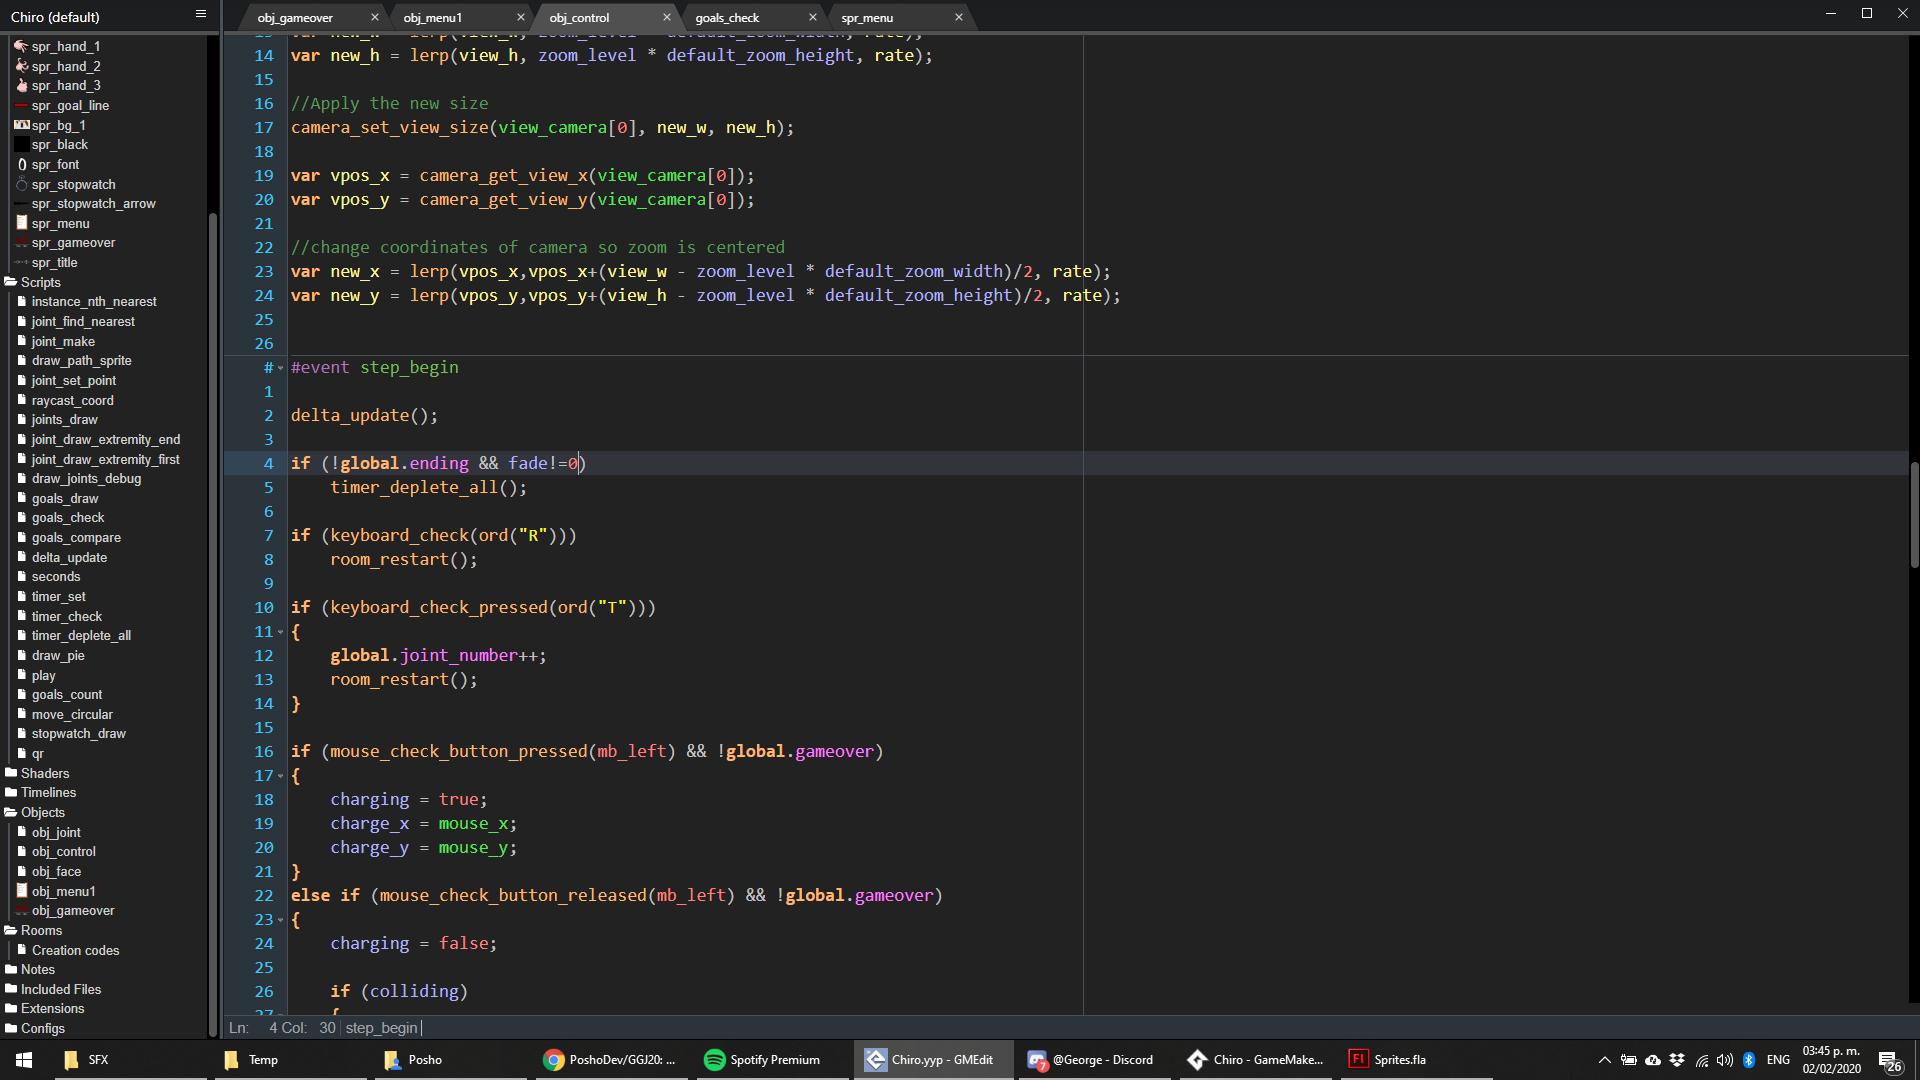 Chiro (default)
obj_gameover
obj_menu1
obj_control
goals_check
spr_menu
spr_hand_1
spr_hand_2
spr_hand_3
spr_goal_line
spr_bg_1
spr_black
spr_font
spr_stopwatch
spr_stopwatch_arrow
spr_menu
spr_gameover
spr_title
Scripts
instance_nth_nearest
joint_find_nearest
joint_make
draw_path_sprite
joint_set_point
raycast_coord
joints_draw
joint_draw_extremity_end
joint_draw_extremity_first
draw_joints_debug
goals_draw
goals_check
goals_compare
delta_update
seconds
timer_set
timer_check
timer_deplete_all
draw_pie
play
goals_count
move_circular
stopwatch_draw
qr
Shaders
Timelines
Objects
obj_joint
obj_control
obj_face
obj_menu1
obj_gameover
Rooms
Creation codes
Notes
Included Files
Extensions
Configs
14 var new_h = lerp(view_h, zoom_level * default_zoom_height, rate);
15
16 //Apply the new size
17 camera_set_view_size(view_camera[0], new_w, new_h);
18
19 var vpos_x = camera_get_view_x(view_camera[0]);
20 var vpos_y = camera_get_view_y(view_camera[0]);
21
22 //change coordinates of camera so zoom is centered
23 var new_x = lerp(vpos_x,vpos_x+(view_w - zoom_level * default_zoom_width)/2, rate);
24 var new_y = lerp(vpos_y,vpos_y+(view_h - zoom_level * default_zoom_height)/2, rate);
25
26
# #event step_begin
1
2 delta_update();
3
4 if (!global.ending && fade!=0)
5 timer_deplete_all();
6
7 if (keyboard_check(ord("R")))
8 room_restart();
9
10 if (keyboard_check_pressed(ord("T")))
11 {
12 global.joint_number++;
13 room_restart();
14 }
15
16 if (mouse_check_button_pressed(mb_left) && !global.gameover)
17 {
18 charging = true;
19 charge_x = mouse_x;
20 charge_y = mouse_y;
21 }
22 else if (mouse_check_button_released(mb_left) && !global.gameover)
23 {
24 charging = false;
25
26 if (colliding)
27 {
Ln: 4 Col: 30 step_begin
SFX
Temp
Posho
PoshoDev/GGJ20: ...
Spotify Premium
Chiro.yyp - GMEdit
7
@George - Discord
Chiro - GameMake...
Fl
Sprites.fla
ENG
03:45 p. m.
02/02/2020
26